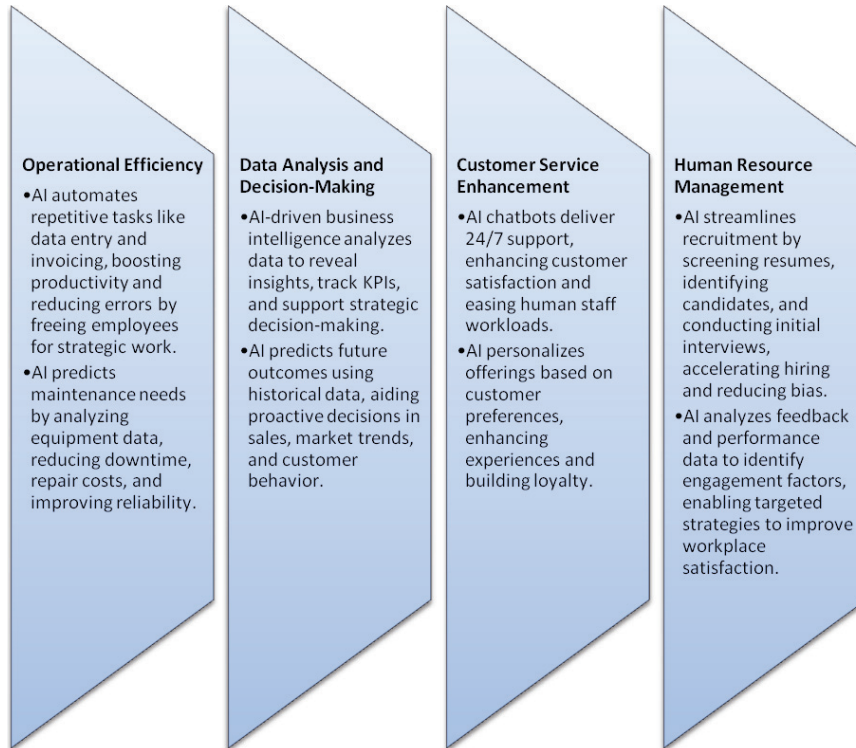 Operational Efficiency
•AI automates
repetitive tasks like
data entry and
invoicing, boosting
productivity and
reducing errors by
freeing employees
for strategic work.
•AI predicts
maintenance needs
by analyzing
equipment data,
reducing downtime,
repair costs, and
improving reliability.
Data Analysis and
Decision-Making
•AI-driven business
intelligence analyzes
data to reveal
insights, track KPIs,
and support strategic
decision-making.
•AI predicts future
outcomes using
historical data, aiding
proactive decisions in
sales, market trends,
and customer
behavior.
Customer Service
Enhancement
•AI chatbots deliver
24/7 support,
enhancing customer
satisfaction and
easing human staff
workloads.
•AI personalizes
offerings based on
customer
preferences,
enhancing
experiences and
building loyalty.
Human Resource
Management
•AI streamlines
recruitment by
screening resumes,
identifying
candidates, and
conducting initial
interviews,
accelerating hiring
and reducing bias.
•AI analyzes feedback
and performance
data to identify
engagement factors,
enabling targeted
strategies to improve
workplace
satisfaction.